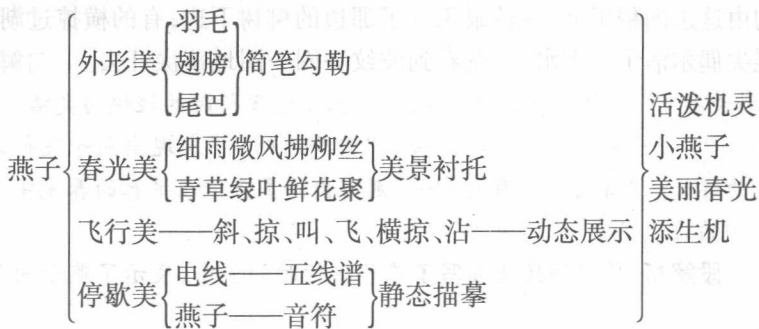 羽毛
外形美 翅膀 简笔勾勒
尾巴
活泼机灵
细雨微风拂柳丝
小燕子
燕子 春光美 美景衬托
青草绿叶鲜花聚
美丽春光
飞行美——斜、掠、叫、飞、横掠、沾——动态展示
添生机
电线——五线谱
停歇美 静态描摹
燕子——音符